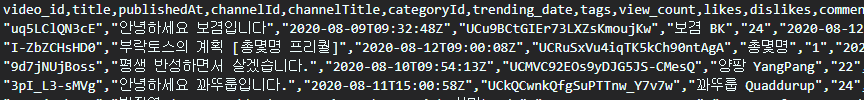 video_id,title,publishedAt,channelId,channelTitle,categoryId,trending_date,tags,view_count,likes,dislikes,commen
"uq5LClQN3cE","안녕하세요 보겸입니다","2020-08-09T09:32:48Z","UCu9BCtGIEr73LXZsKmoujKw","보겸 BK","24","2020-12
"I-ZbZCHsHD0","부락토스의 계획 [총몇명 프리퀄]","2020-08-12T09:00:08Z","UCRuSxVu4iqTK5kCh90ntAgA","총몇명","1","202
"9d7jNUjBoss","평생 반성하면서 살겠습니다.","2020-08-10T09:54:13Z","UCMVC92EOs9yDJG5JS-CMesQ","양팡 YangPang","22",
"3pI_L3-sMVg","안녕하세요 꽈뚜룹입니다.","2020-08-11T15:00:58Z","UCkQCwnkQfgSuPTTnw_Y7v7w","꽈뚜룹 Quaddurup","24"